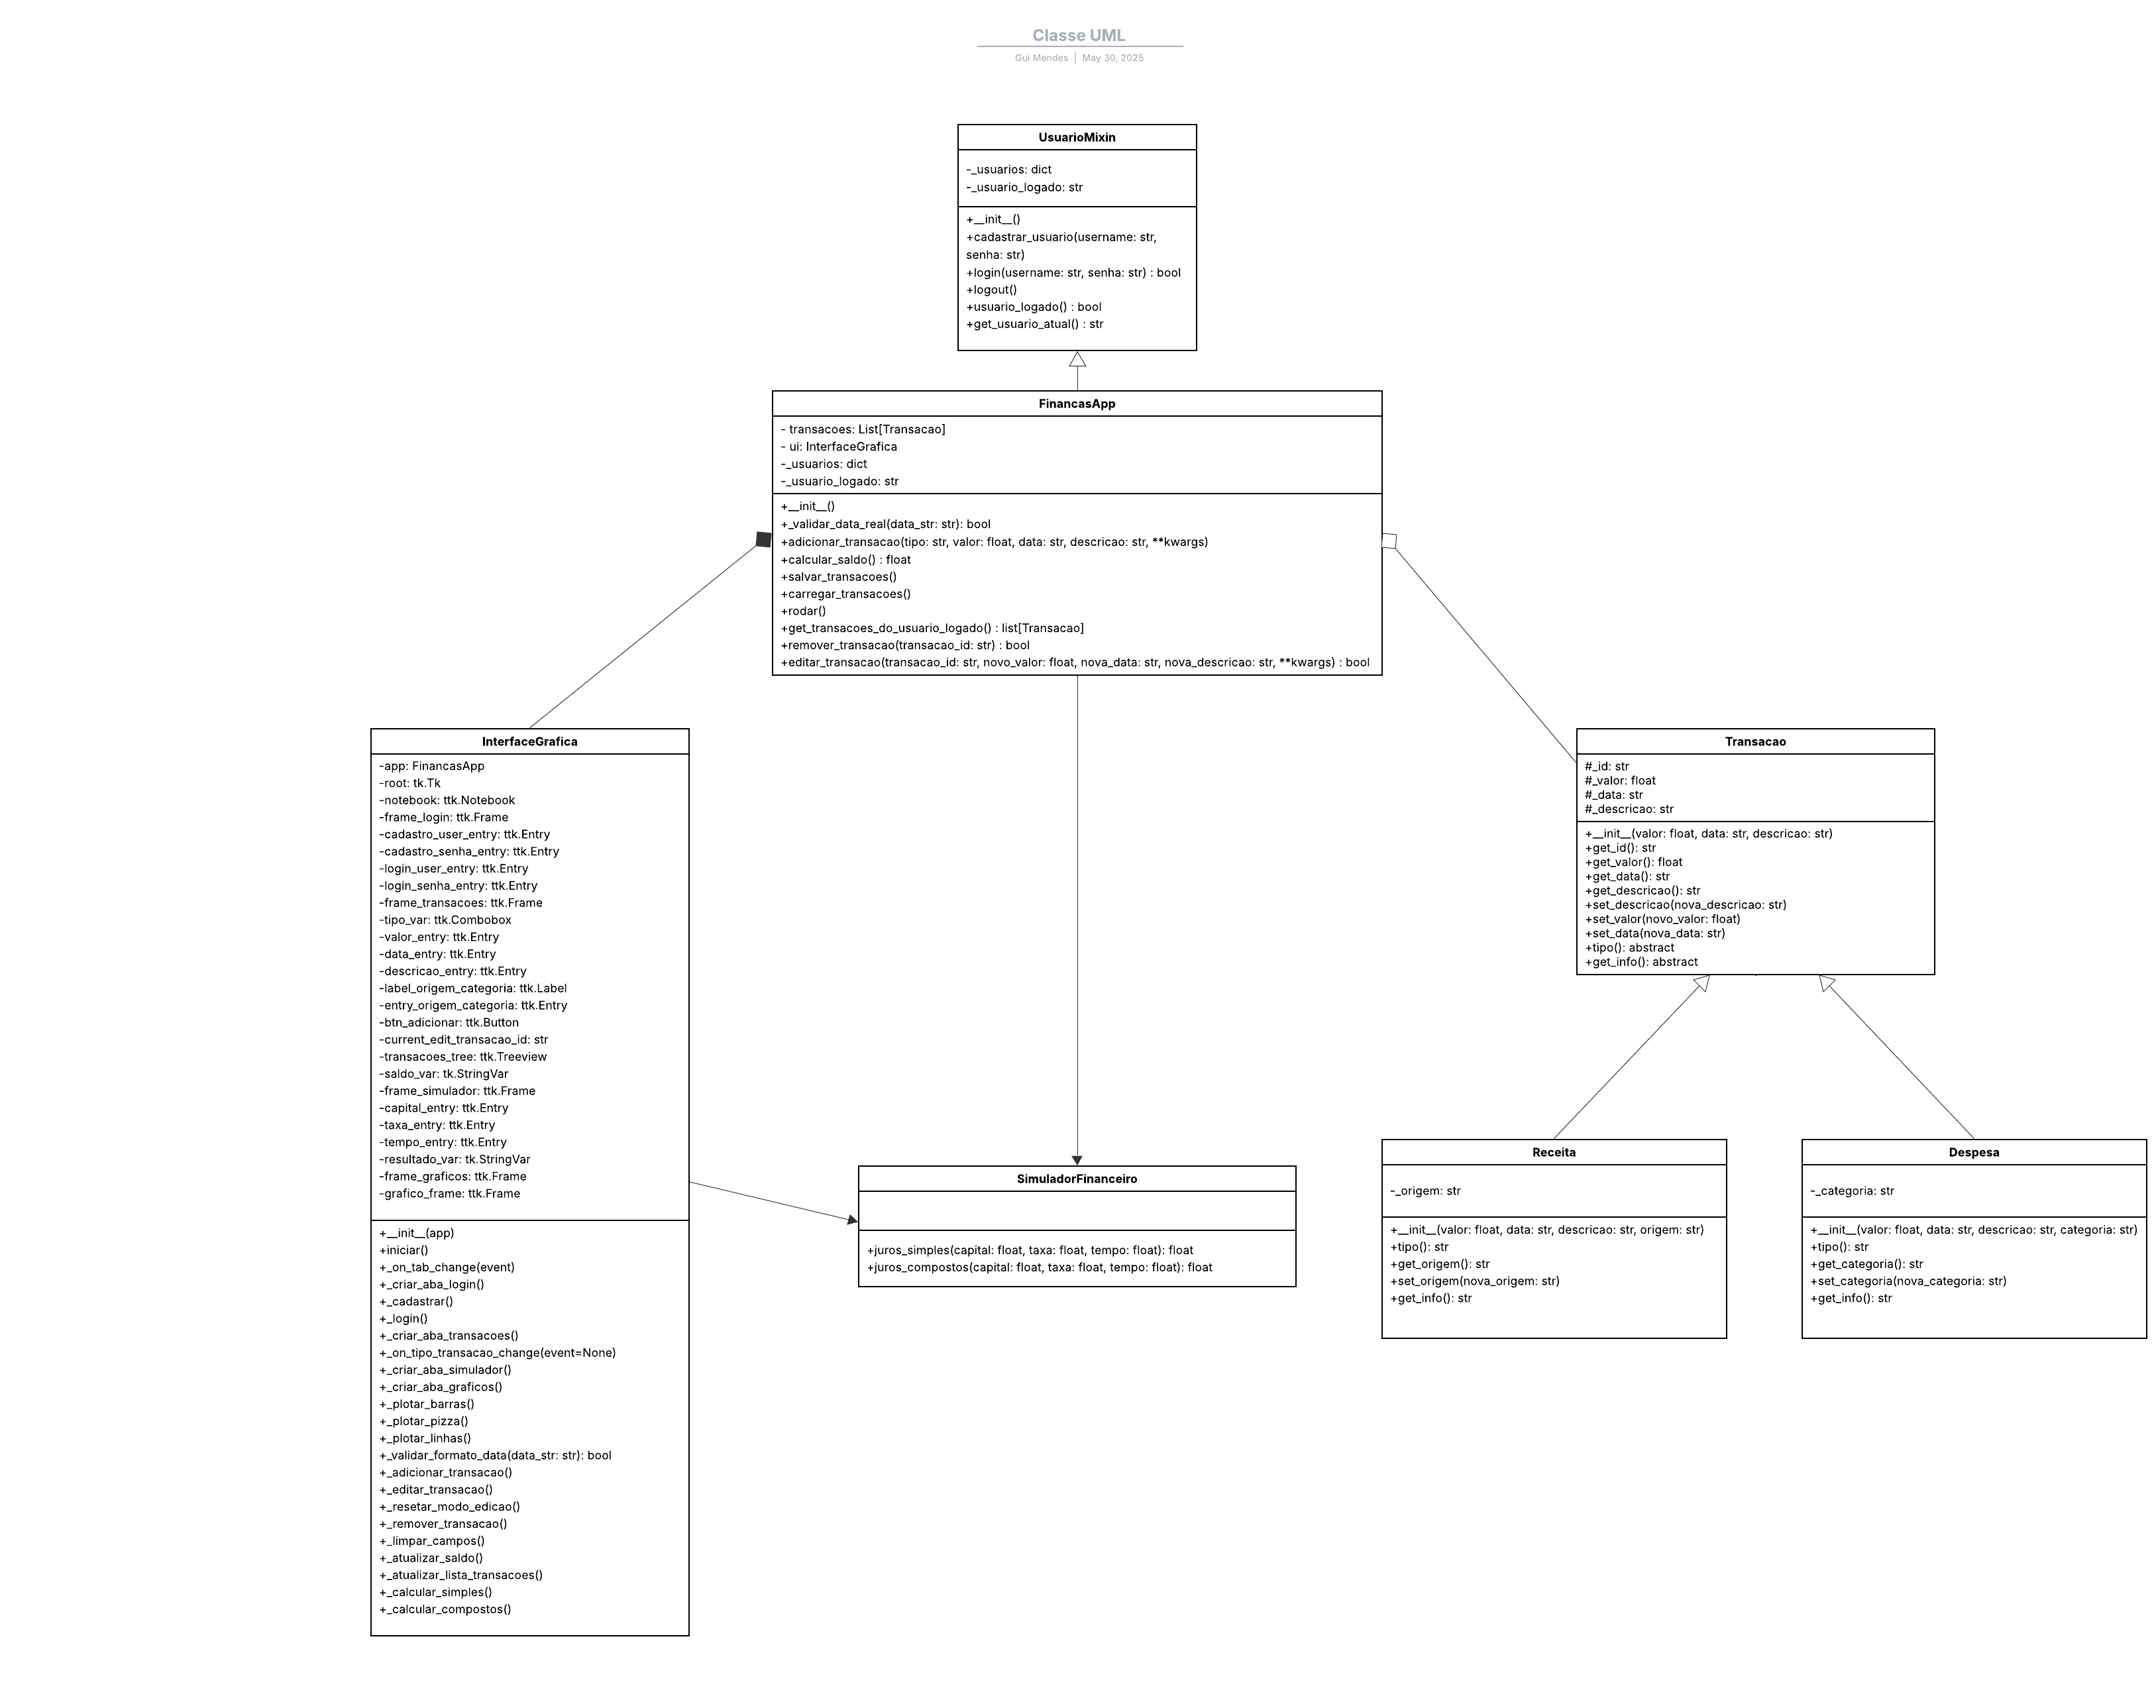 Classe UML
Gui Mendes | May 30, 2025
UsuarioMixin
-_usuarios: dict
-_usuario_logado: str
+__init__()
+cadastrar_usuario(username: str,
senha: str)
+login(username: str, senha: str) : bool
+logout()
+usuario_logado() : bool
+get_usuario_atual() : str
FinancasApp
- transacoes: List[Transacao]
- ui: InterfaceGrafica
-_usuarios: dict
-_usuario_logado: str
+__init__()
+_validar_data_real(data_str: str): bool
+adicionar_transacao(tipo: str, valor: float, data: str, descricao: str, **kwargs)
+calcular_saldo() : float
+salvar_transacoes()
+carregar_transacoes()
+rodar()
+get_transacoes_do_usuario_logado() : list[Transacao]
+remover_transacao(transacao_id: str) : bool
+editar_transacao(transacao_id: str, novo_valor: float, nova_data: str, nova_descricao: str, **kwargs) : bool
InterfaceGrafica
-app: FinancasApp
-root: tk.Tk
-notebook: ttk.Notebook
-frame_login: ttk.Frame
-cadastro_user_entry: ttk.Entry
-cadastro_senha_entry: ttk.Entry
-login_user_entry: ttk.Entry
-login_senha_entry: ttk.Entry
-frame_transacoes: ttk.Frame
-tipo_var: ttk.Combobox
-valor_entry: ttk.Entry
-data_entry: ttk.Entry
-descricao_entry: ttk.Entry
-label_origem_categoria: ttk.Label
-entry_origem_categoria: ttk.Entry
-btn_adicionar: ttk.Button
-current_edit_transacao_id: str
-transacoes_tree: ttk.Treeview
-saldo_var: tk.StringVar
-frame_simulador: ttk.Frame
-capital_entry: ttk.Entry
-taxa_entry: ttk.Entry
-tempo_entry: ttk.Entry
-resultado_var: tk.StringVar
-frame_graficos: ttk.Frame
-grafico_frame: ttk.Frame
+__init__(app)
+iniciar()
+_on_tab_change(event)
+_criar_aba_login()
+_cadastrar()
+_login()
+_criar_aba_transacoes()
+_on_tipo_transacao_change(event=None)
+_criar_aba_simulador()
+_criar_aba_graficos()
+_plotar_barras()
+_plotar_pizza()
+_plotar_linhas()
+_validar_formato_data(data_str: str): bool
+_adicionar_transacao()
+_editar_transacao()
+_resetar_modo_edicao()
+_remover_transacao()
+_limpar_campos()
+_atualizar_saldo()
+_atualizar_lista_transacoes()
+_calcular_simples()
+_calcular_compostos()
SimuladorFinanceiro
+juros_simples(capital: float, taxa: float, tempo: float): float
+juros_compostos(capital: float, taxa: float, tempo: float): float
Transacao
#_id: str
#_valor: float
#_data: str
#_descricao: str
+__init__(valor: float, data: str, descricao: str)
+get_id(): str
+get_valor(): float
+get_data(): str
+get_descricao(): str
+set_descricao(nova_descricao: str)
+set_valor(novo_valor: float)
+set_data(nova_data: str)
+tipo(): abstract
+get_info(): abstract
Receita
-_origem: str
+__init__(valor: float, data: str, descricao: str, origem: str)
+tipo(): str
+get_origem(): str
+set_origem(nova_origem: str)
+get_info(): str
Despesa
-_categoria: str
+__init__(valor: float, data: str, descricao: str, categoria: str)
+tipo(): str
+get_categoria(): str
+set_categoria(nova_categoria: str)
+get_info(): str